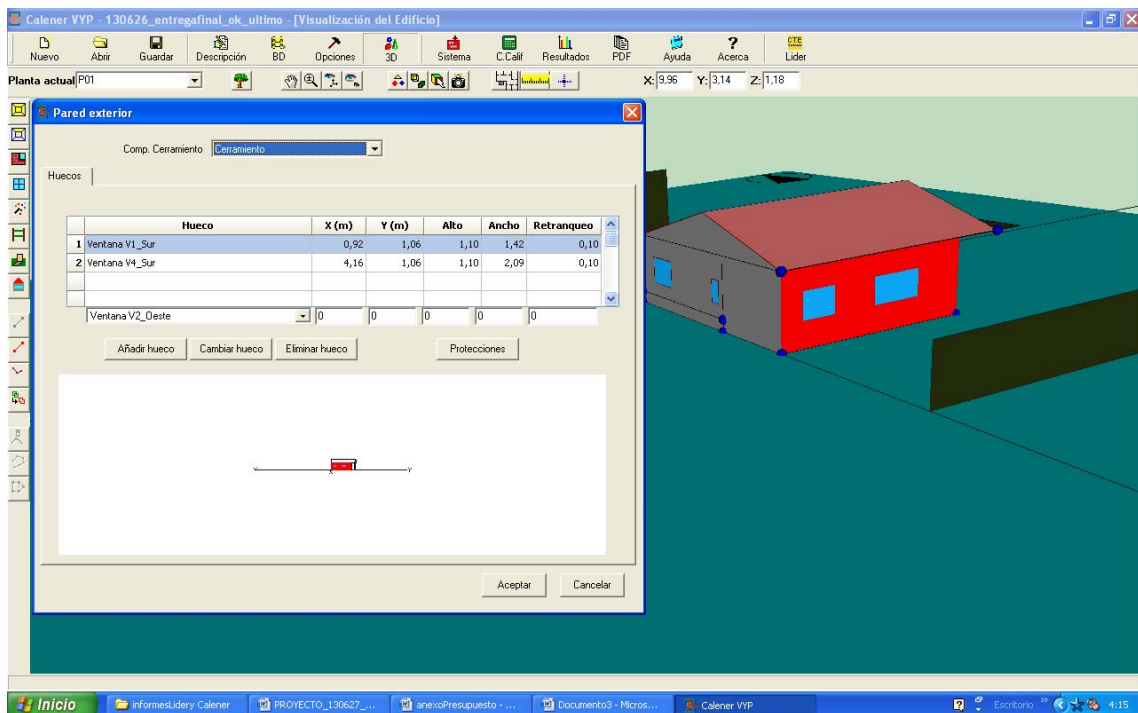 Calener VYP - 130626_entregafinal_ok_ultimo - [Visualización del Edificio]
Nuevo Abrir Guardar Descripción BD Opciones 3D Sistema C.Calif Resultados PDF Ayuda Acerca CTE Lider
Planta actual P01 X: 9,96 Y: 3,14 Z: 1,18
Pared exterior
Comp. Cerramiento Cerramiento
Huecos
Hueco X (m) Y (m) Alto Ancho Retranqueo
1 Ventana V1_Sur 0,92 1,06 1,10 1,42 0,10
2 Ventana V4_Sur 4,16 1,06 1,10 2,09 0,10
Ventana V2_Oeste 0 0 0 0 0
Añadir hueco Cambiar hueco Eliminar hueco Protecciones
X Y
Aceptar Cancelar
Inicio informesLidery Calener PROYECTO_130627_... anexoPresupuesto - ... Documento3 - Micros... Calener VYP Escritorio 4:15